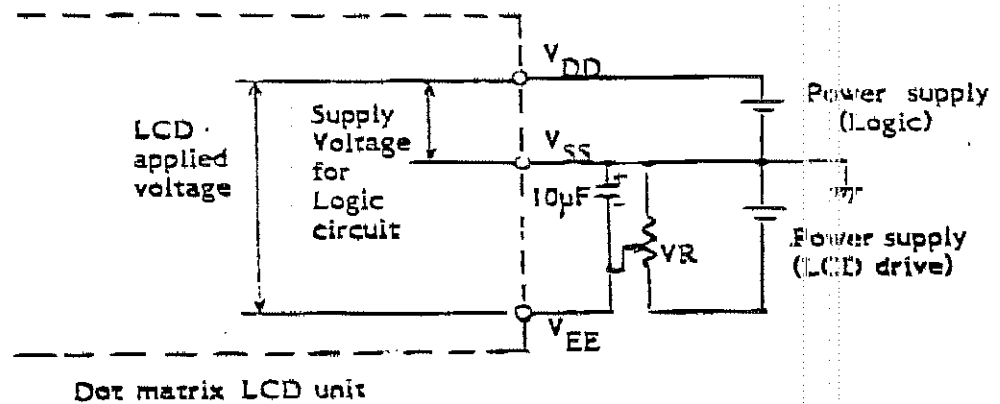 VDD
Power supply
(Logic)
LCD
applied
voltage
Supply
Voltage
for
Logic
circuit
VSS
10µF
+
VR
Power supply
(LCD drive)
VEE
Dot matrix LCD unit